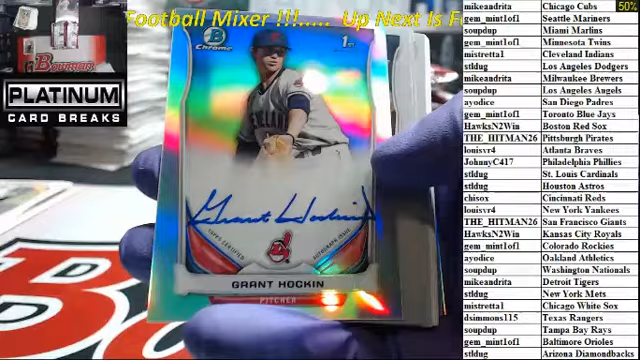 Football Mixer !!!..... Up Next Is F
50%
Bowman
PLATINUM
CARD BREAKS
B
Chrome
1st
CLEVELAND
Grant Hockin
TOPPS CERTIFIED
AUTOGRAPH ISSUE
GRANT HOCKIN
PITCHER
mikeandrita Chicago Cubs
gem_mint1of1 Seattle Mariners
soupdup Miami Marlins
gem_mint1of1 Minnesota Twins
mistretta1 Cleveland Indians
stldug Los Angeles Dodgers
mikeandrita Milwaukee Brewers
soupdup Los Angeles Angels
ayodice San Diego Padres
gem_mint1of1 Toronto Blue Jays
HawksN2Win Boston Red Sox
THE_HITMAN26 Pittsburgh Pirates
louisvr4 Atlanta Braves
JohnnyC417 Philadelphia Phillies
stldug St. Louis Cardinals
stldug Houston Astros
chisox Cincinnati Reds
louisvr4 New York Yankees
THE_HITMAN26 San Francisco Giants
HawksN2Win Kansas City Royals
gem_mint1of1 Colorado Rockies
ayodice Oakland Athletics
soupdup Washington Nationals
mikeandrita Detroit Tigers
stldug New York Mets
mistretta1 Chicago White Sox
dsimmons115 Texas Rangers
soupdup Tampa Bay Rays
gem_mint1of1 Baltimore Orioles
stldug Arizona Diamondbacks